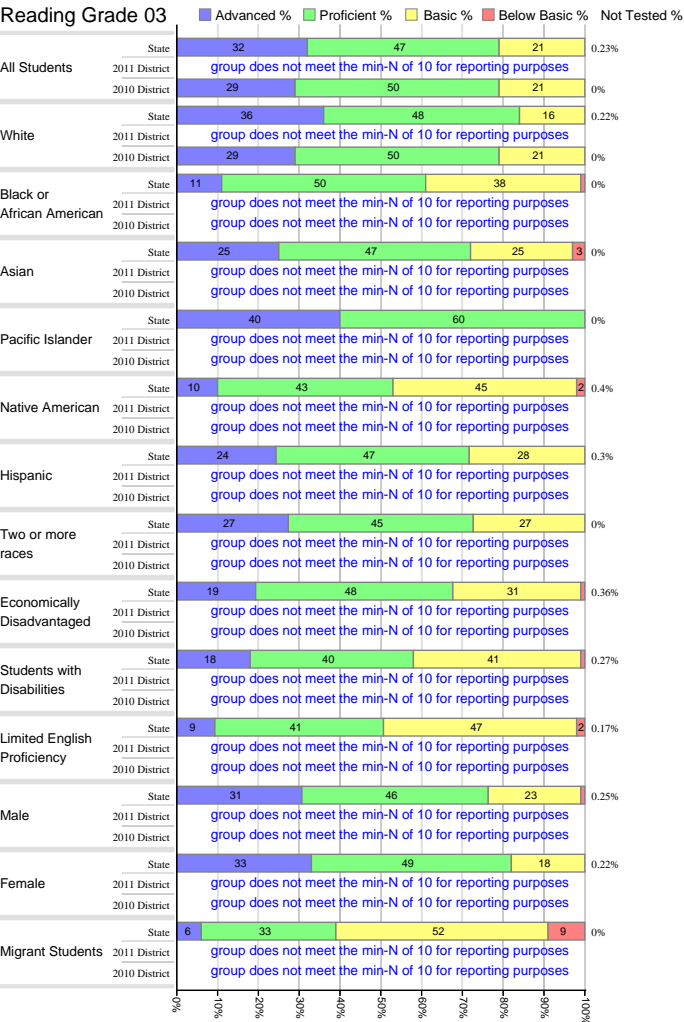 Reading Grade 03 Advanced % Proficient % Basic % Below Basic % Not Tested %
State 32 47 21 0.23%
All Students 2011 District group does not meet the min-N of 10 for reporting purposes
2010 District 29 50 21 0%
State 36 48 16 0.22%
White 2011 District group does not meet the min-N of 10 for reporting purposes
2010 District 29 50 21 0%
State 11 50 38 0%
Black or
African American
2011 District group does not meet the min-N of 10 for reporting purposes
2010 District group does not meet the min-N of 10 for reporting purposes
State 25 47 25 3 0%
Asian 2011 District group does not meet the min-N of 10 for reporting purposes
2010 District group does not meet the min-N of 10 for reporting purposes
State 40 60 0%
Pacific Islander 2011 District group does not meet the min-N of 10 for reporting purposes
2010 District group does not meet the min-N of 10 for reporting purposes
State 10 43 45 2 0.4%
Native American 2011 District group does not meet the min-N of 10 for reporting purposes
2010 District group does not meet the min-N of 10 for reporting purposes
State 24 47 28 0.3%
Hispanic 2011 District group does not meet the min-N of 10 for reporting purposes
2010 District group does not meet the min-N of 10 for reporting purposes
State 27 45 27 0%
Two or more
races
2011 District group does not meet the min-N of 10 for reporting purposes
2010 District group does not meet the min-N of 10 for reporting purposes
State 19 48 31 0.36%
Economically
Disadvantaged
2011 District group does not meet the min-N of 10 for reporting purposes
2010 District group does not meet the min-N of 10 for reporting purposes
State 18 40 41 0.27%
Students with
Disabilities
2011 District group does not meet the min-N of 10 for reporting purposes
2010 District group does not meet the min-N of 10 for reporting purposes
State 9 41 47 2 0.17%
Limited English
Proficiency
2011 District group does not meet the min-N of 10 for reporting purposes
2010 District group does not meet the min-N of 10 for reporting purposes
State 31 46 23 0.25%
Male 2011 District group does not meet the min-N of 10 for reporting purposes
2010 District group does not meet the min-N of 10 for reporting purposes
State 33 49 18 0.22%
Female 2011 District group does not meet the min-N of 10 for reporting purposes
2010 District group does not meet the min-N of 10 for reporting purposes
State 6 33 52 9 0%
Migrant Students 2011 District group does not meet the min-N of 10 for reporting purposes
2010 District group does not meet the min-N of 10 for reporting purposes
0% 10% 20% 30% 40% 50% 60% 70% 80% 90% 100%